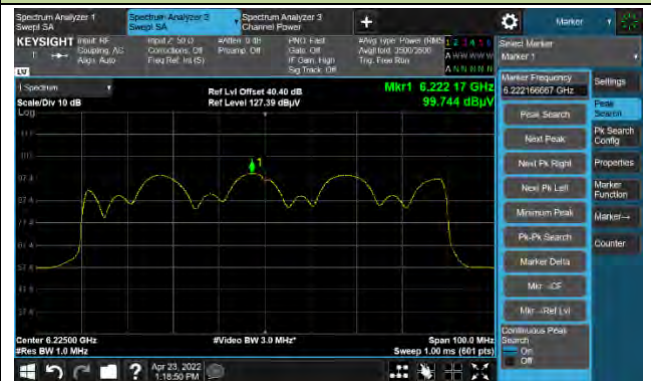 Spectrum Analyzer 1
Swept SA
Spectrum Analyzer 2
Swept SA
Spectrum Analyzer 3
Channel Power
+
Marker
KEYSIGHT
Input: RF
Coupling: AC
Align: Auto
Input Z: 50 Ω
Corrections: Off
Freq Ref: Int (S)
#Atten: 0 dB
Preamp: Off
PNO: Fast
Gate: Off
IF Gain: High
Sig Track: Off
#Avg Type: Power (RMS)
Avg|Hold: 2500/2500
Trig: Free Run
1 2 3 4 5 6
A W W W W W
A N N N N N
Select Marker
Marker 1
LV
1 Spectrum
Scale/Div 10 dB
Log
Ref Lvl Offset 40.40 dB
Ref Level 127.39 dBµV
Mkr1 6.222 17 GHz
99.744 dBµV
1
Marker Frequency
6.222166667 GHz
Peak Search
Next Peak
Next Pk Right
Next Pk Left
Minimum Peak
Pk-Pk Search
Marker Delta
Mkr→CF
Mkr→Ref Lvl
Continuous Peak
Search
On
Off
Settings
Peak
Search
Pk Search
Config
Properties
Marker
Function
Marker→
Counter
Center 6.22500 GHz
#Res BW 1.0 MHz
#Video BW 3.0 MHz*
Span 100.0 MHz
Sweep 1.00 ms (601 pts)
?
Apr 23, 2022
1:18:50 PM